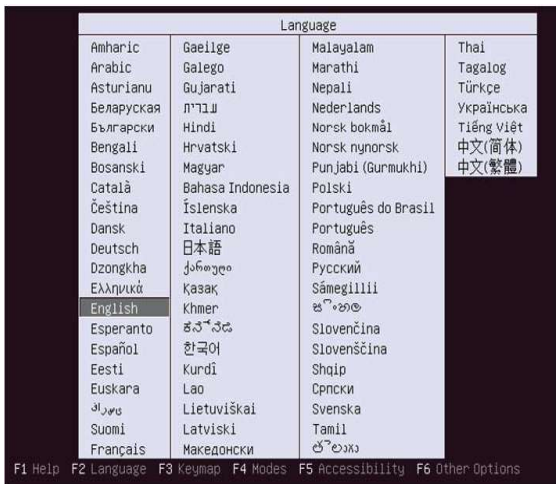 Language
Amharic
Arabic
Asturianu
Беларуская
Български
Bengali
Bosanski
Català
Čeština
Dansk
Deutsch
Dzongkha
Ελληνικά
English
Esperanto
Español
Eesti
Euskara
Suomi
Français
Gaeilge
Galego
Gujarati
עברית
Hindi
Hrvatski
Magyar
Bahasa Indonesia
Íslenska
Italiano
日本語
ქართული
Қазақ
Khmer
ಕನ್ನಡ
한국어
Kurdî
Lao
Lietuviškai
Latviski
Македонски
Malayalam
Marathi
Nepali
Nederlands
Norsk bokmål
Norsk nynorsk
Punjabi (Gurmukhi)
Polski
Português do Brasil
Português
Română
Русский
Sámegillii
සිංහල
Slovenčina
Slovenščina
Shqip
Српски
Svenska
Tamil
తెలుగు
Thai
Tagalog
Türkçe
Українська
Tiếng Việt
中文(简体)
中文(繁體)
F1 Help F2 Language F3 Keymap F4 Modes F5 Accessibility F6 Other Options